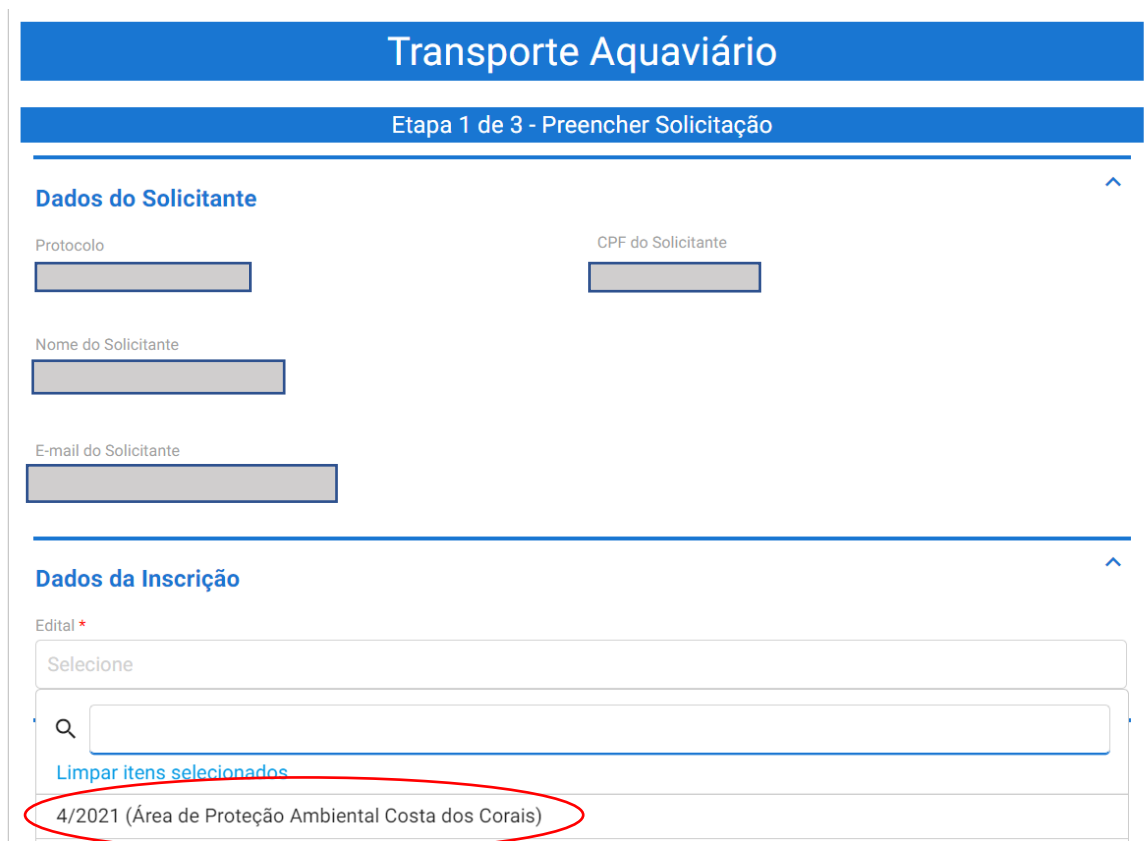 Transporte Aquaviário
Etapa 1 de 3 - Preencher Solicitação
Dados do Solicitante
Protocolo
CPF do Solicitante
Nome do Solicitante
E-mail do Solicitante
Dados da Inscrição
Edital *
Selecione
Limpar itens selecionados
4/2021 (Área de Proteção Ambiental Costa dos Corais)